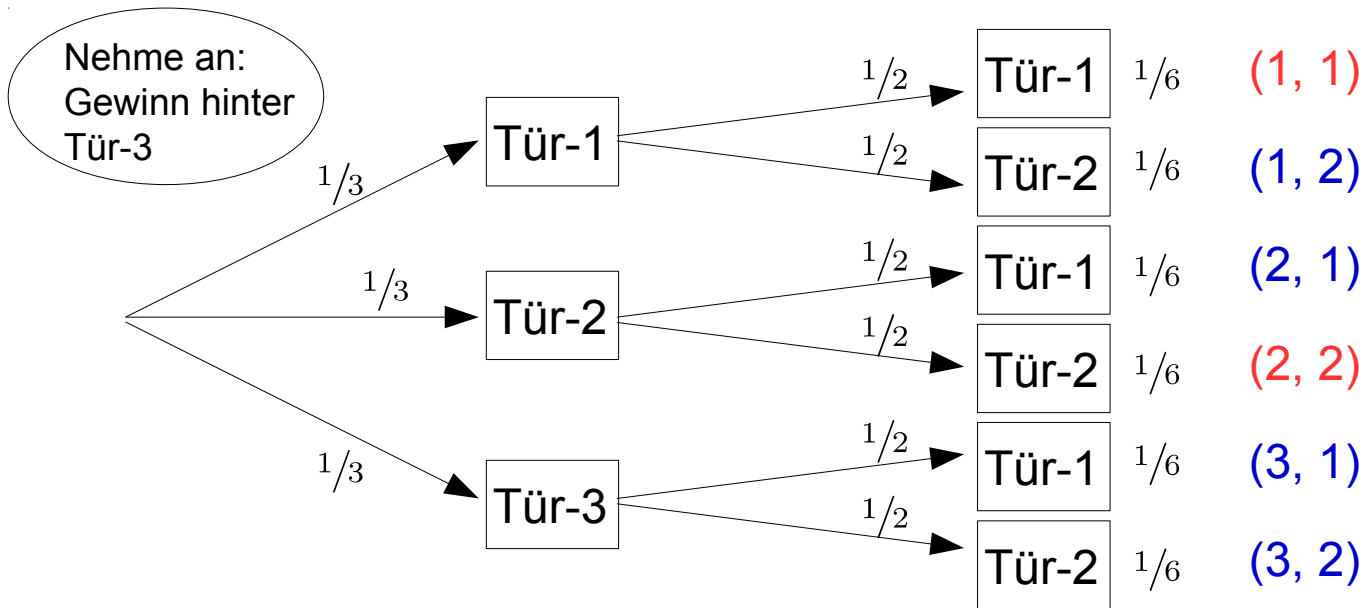 Nehme an:
Gewinn hinter
Tür-3
1/3
1/3
1/3
Tür-1
Tür-2
Tür-3
1/2
1/2
1/2
1/2
1/2
1/2
Tür-1 1/6 (1, 1)
Tür-2 1/6 (1, 2)
Tür-1 1/6 (2, 1)
Tür-2 1/6 (2, 2)
Tür-1 1/6 (3, 1)
Tür-2 1/6 (3, 2)